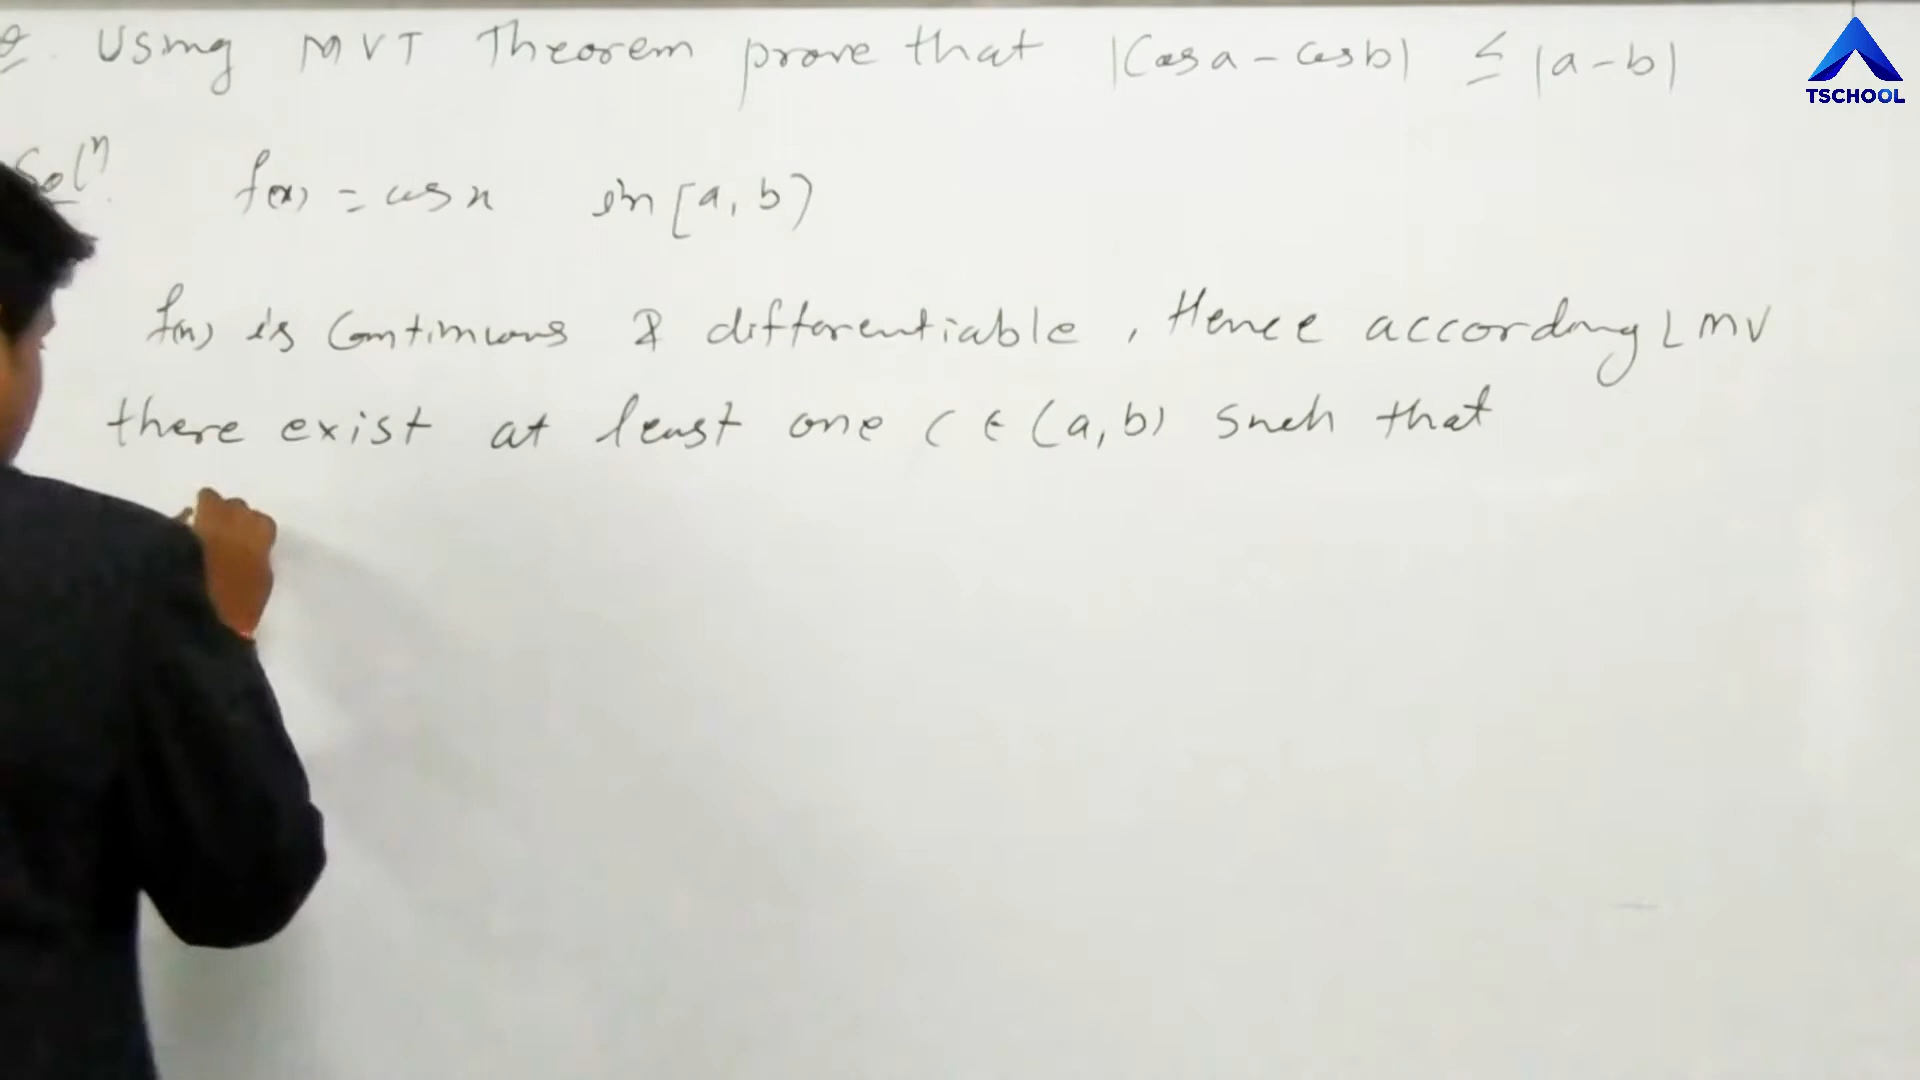 Q. Using MVT Theorem prove that |Cos a - cos b| ≤ |a - b|
TSCHOOL
Solⁿ. f(x) = cos x in [a, b]
f(x) is Continuous & differentiable, Hence according LMV
there exist at least one C ∈ (a, b) such that